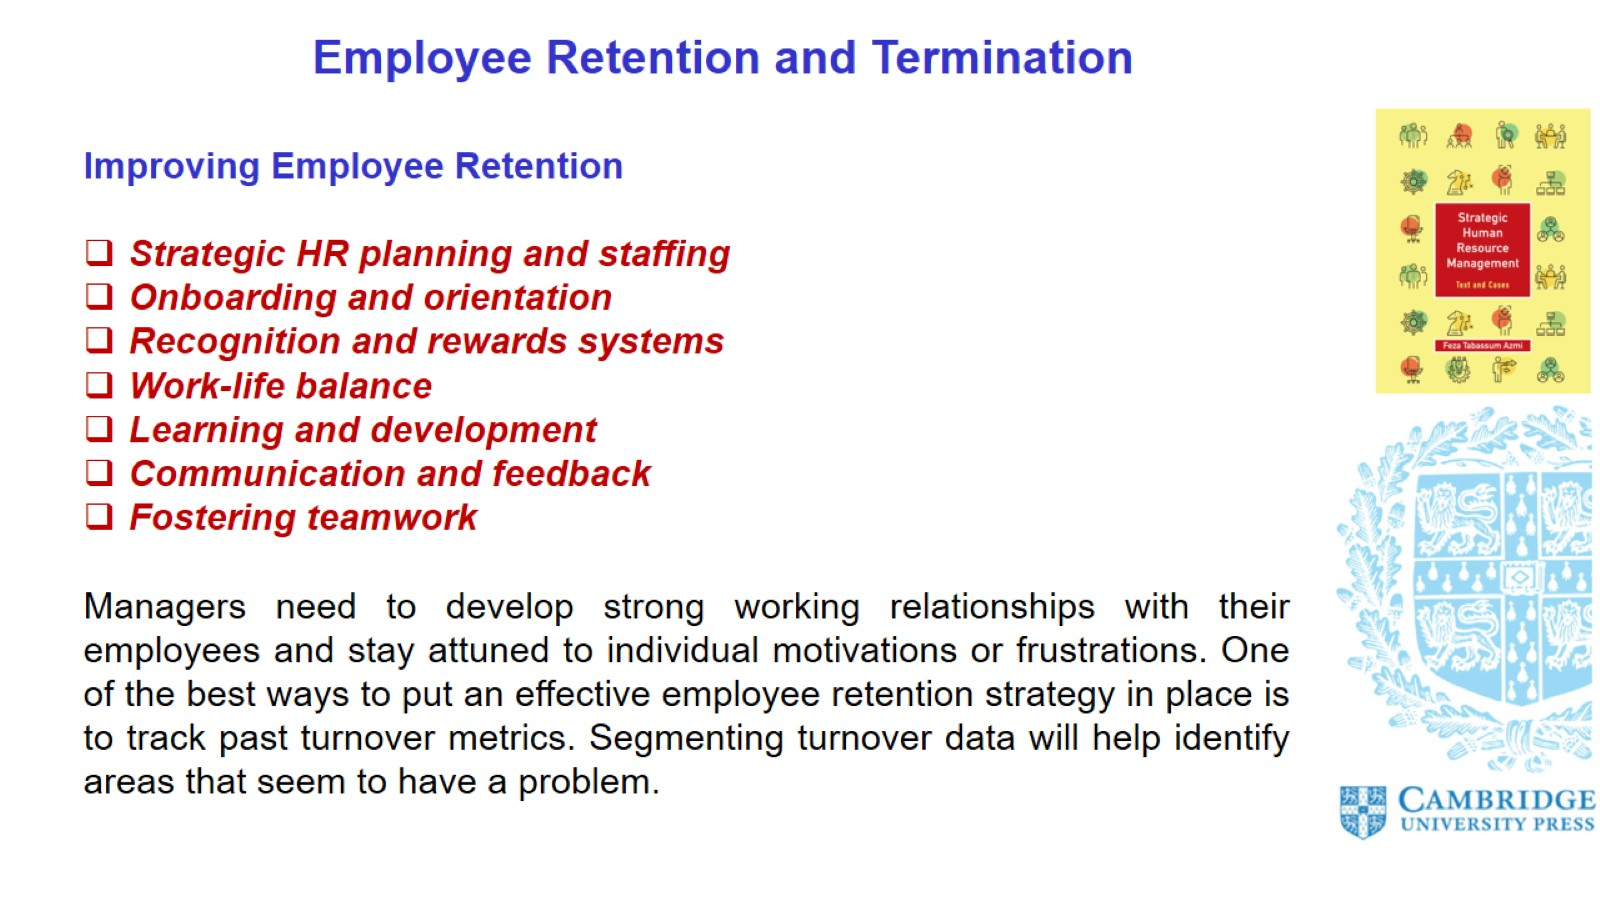 Employee Retention and Termination
Improving Employee Retention
Strategic HR planning and staffing
Onboarding and orientation
Recognition and rewards systems
Work-life balance
Learning and development
Communication and feedback
Fostering teamwork
Managers need to develop strong working relationships with their
employees and stay attuned to individual motivations or frustrations. One
of the best ways to put an effective employee retention strategy in place is
to track past turnover metrics. Segmenting turnover data will help identify
areas that seem to have a problem.
Strategic
Human
Resource
Management
Text and Cases
Feza Tabassum Azmi
CAMBRIDGE
UNIVERSITY PRESS